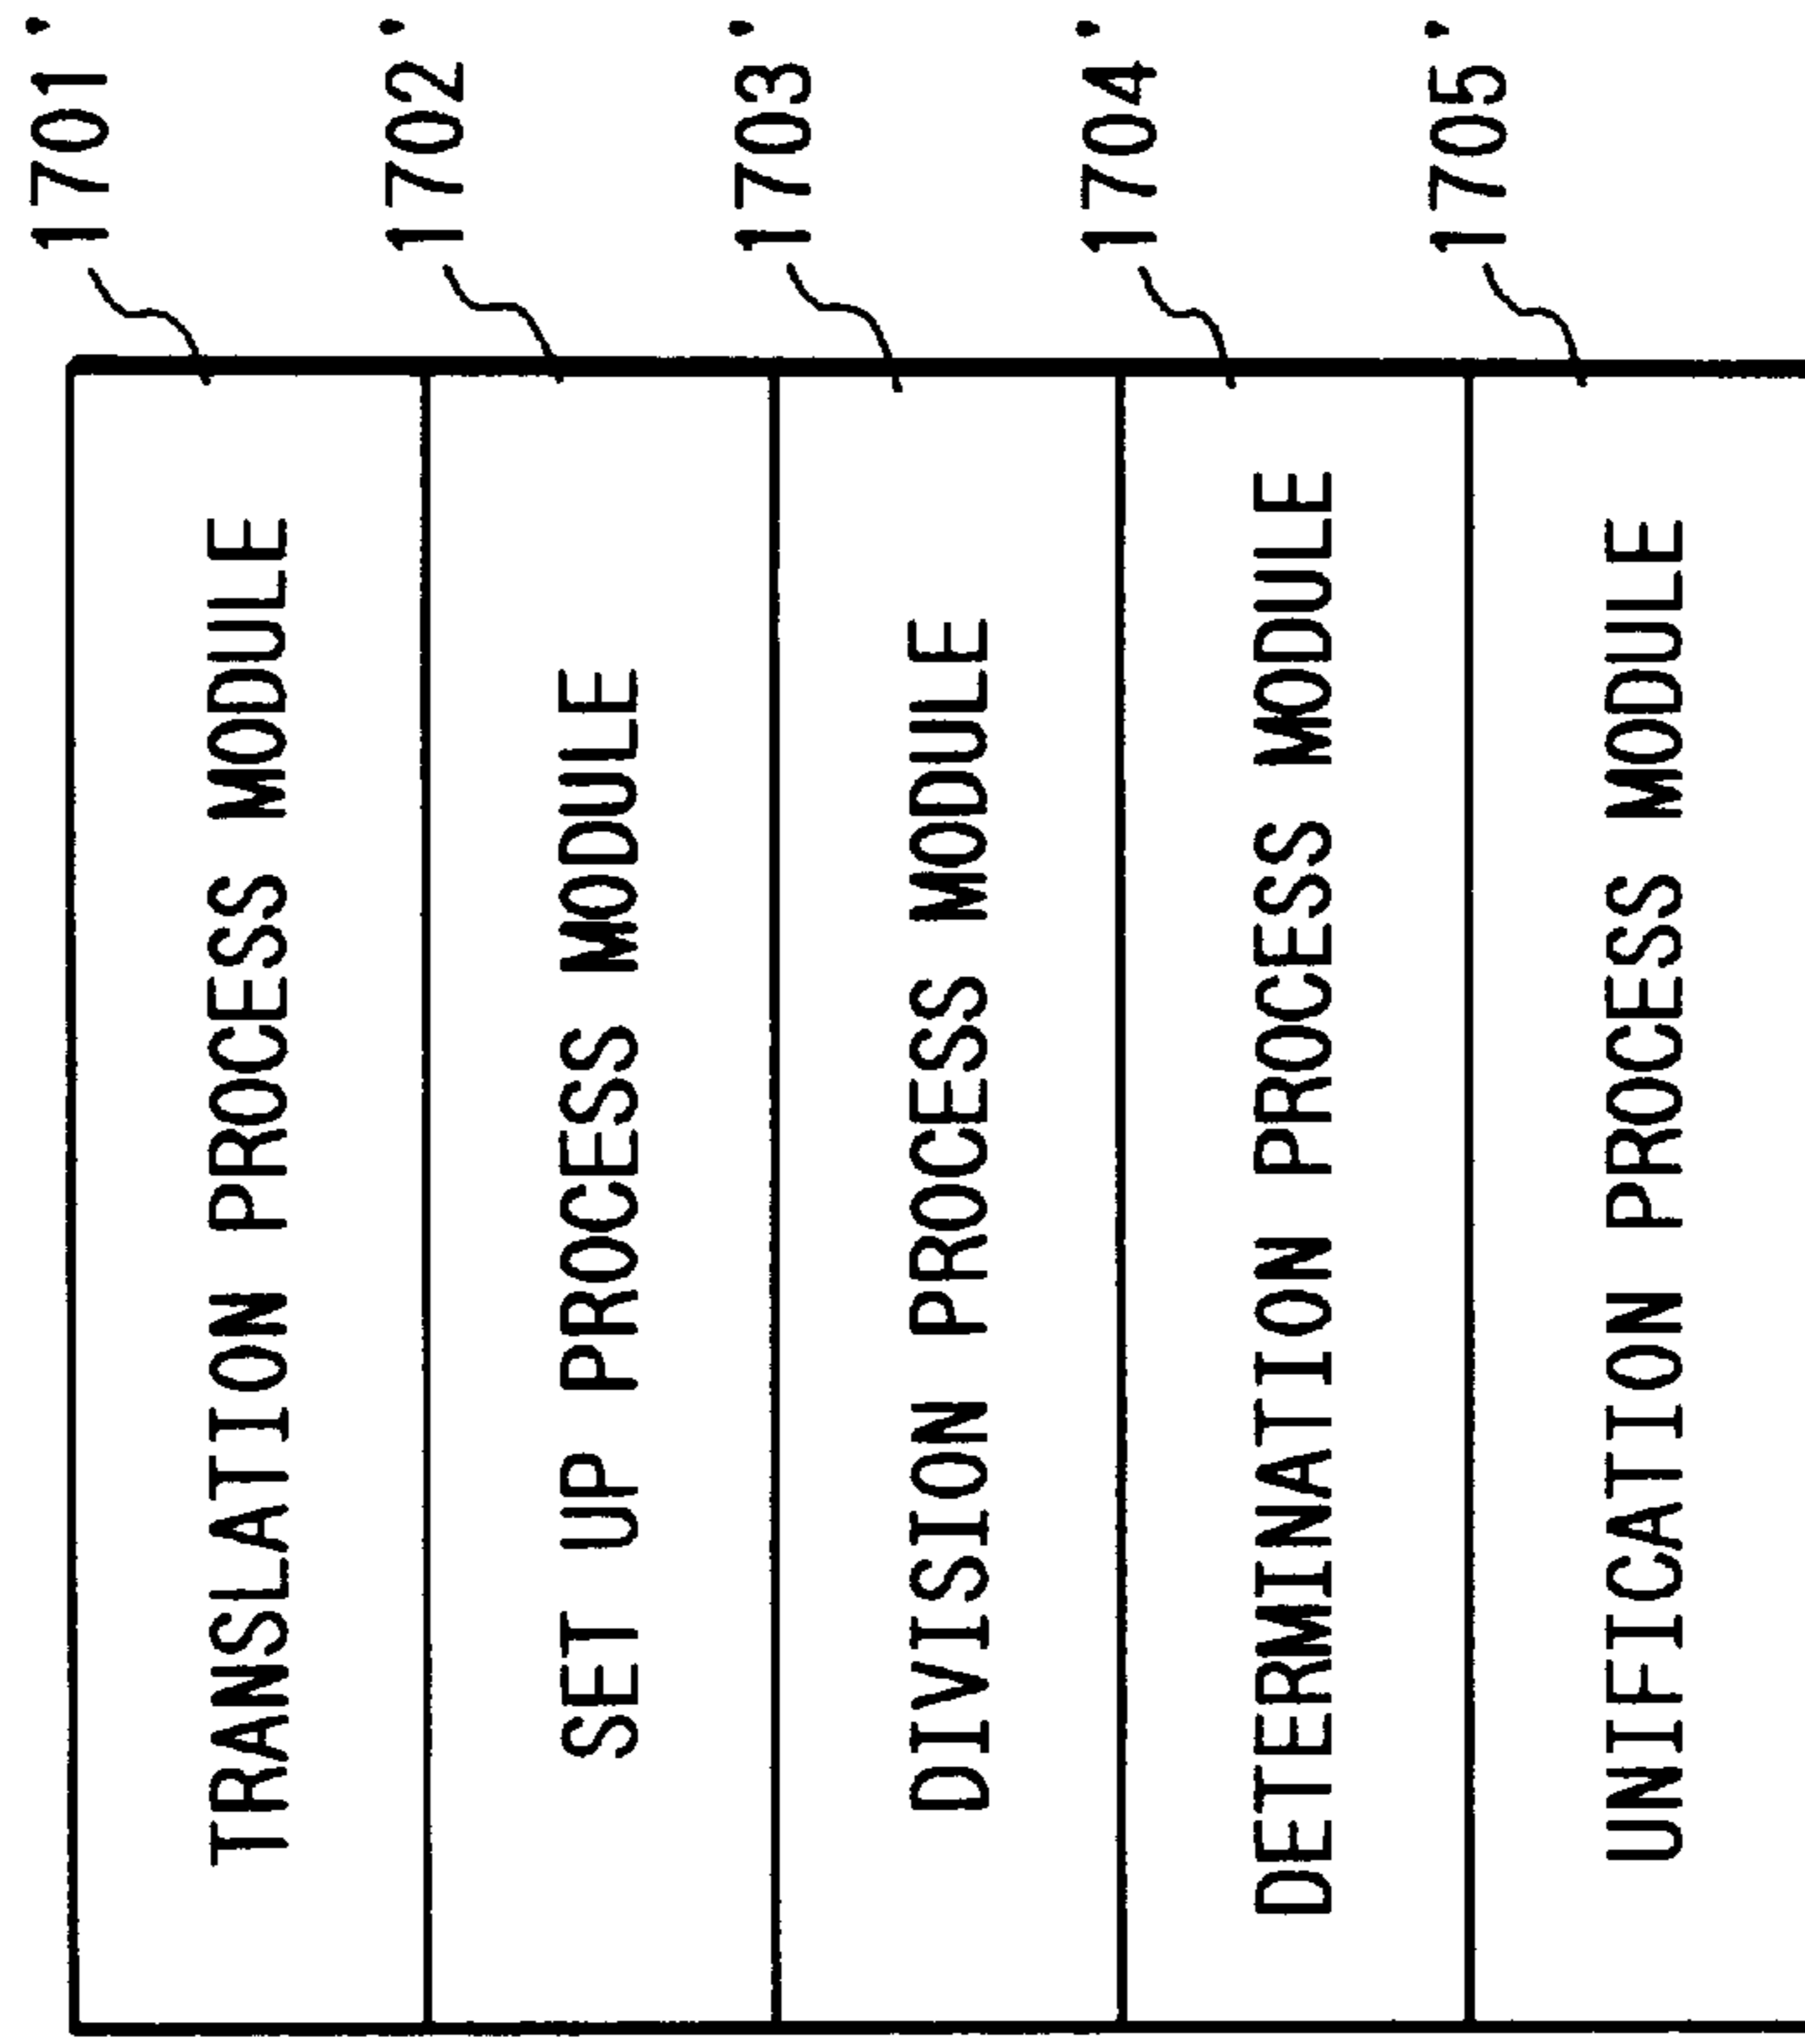 TRANSLATION PROCESS MODULE 1701'
SET UP PROCESS MODULE 1702'
DIVISION PROCESS MODULE 1703'
DETERMINATION PROCESS MODULE 1704'
UNIFICATION PROCESS MODULE 1705'